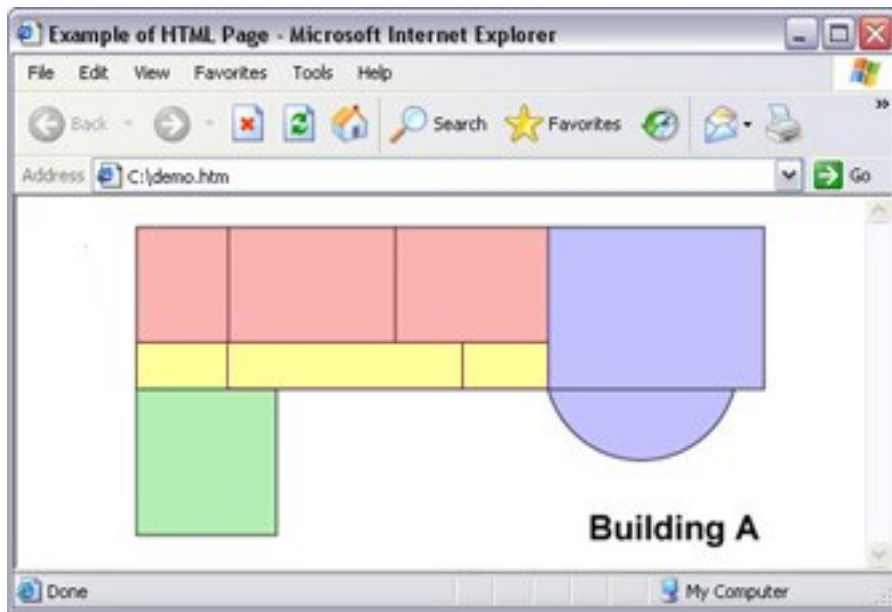 Example of HTML Page - Microsoft Internet Explorer
File Edit View Favorites Tools Help
Back Search Favorites »
Address C:\demo.htm Go
Building A
Done My Computer